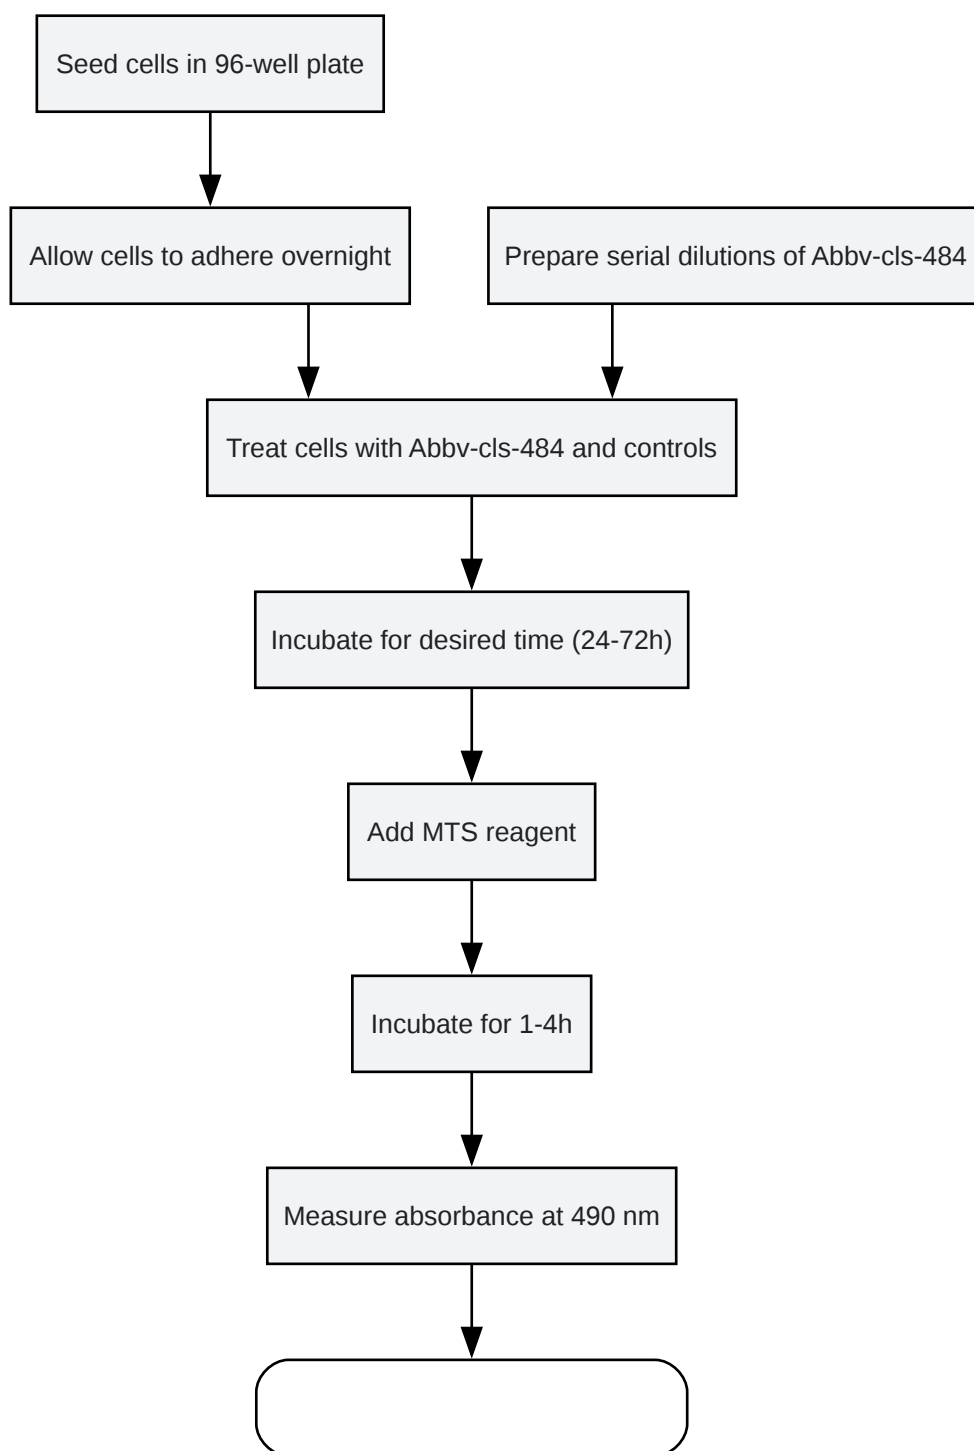 Seed cells in 96-well plate
Allow cells to adhere overnight
Prepare serial dilutions of Abbv-cls-484
Treat cells with Abbv-cls-484 and controls
Incubate for desired time (24-72h)
Add MTS reagent
Incubate for 1-4h
Measure absorbance at 490 nm